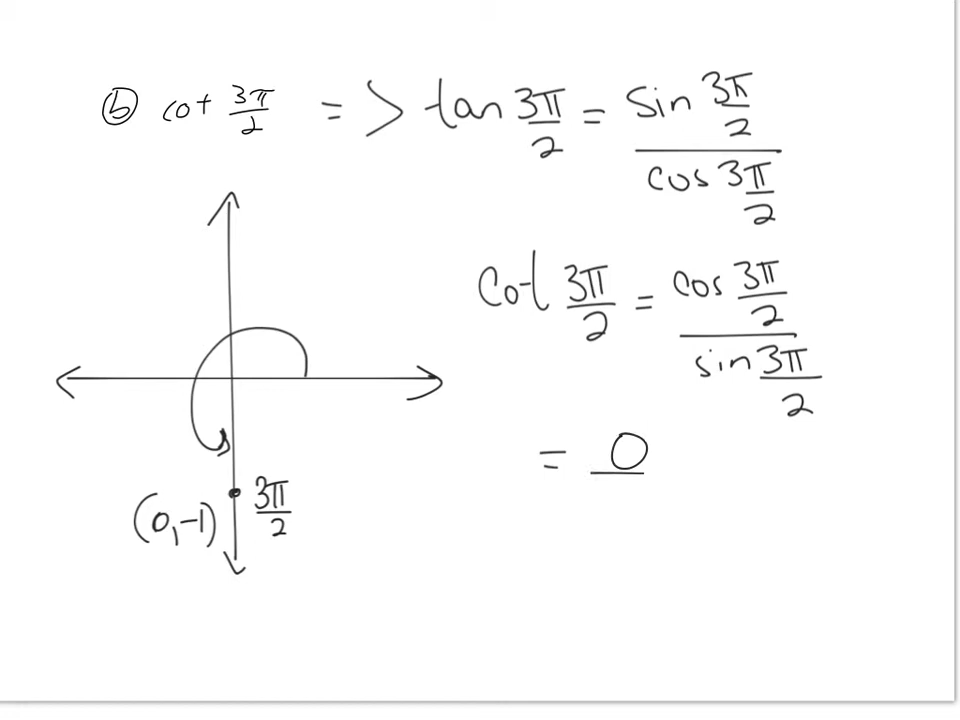 ⓑ cot 3π/2 => tan 3π/2 = sin 3π/2 / cos 3π/2
cot 3π/2 = cos 3π/2 / sin 3π/2
= 0
(0,-1) 3π/2